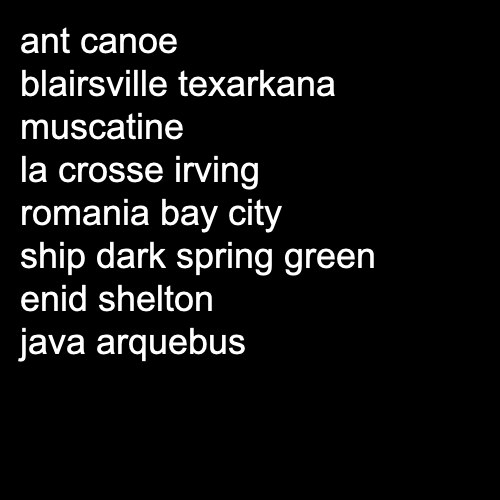 ant canoe
blairsville texarkana
muscatine
la crosse irving
romania bay city
ship dark spring green
enid shelton
java arquebus